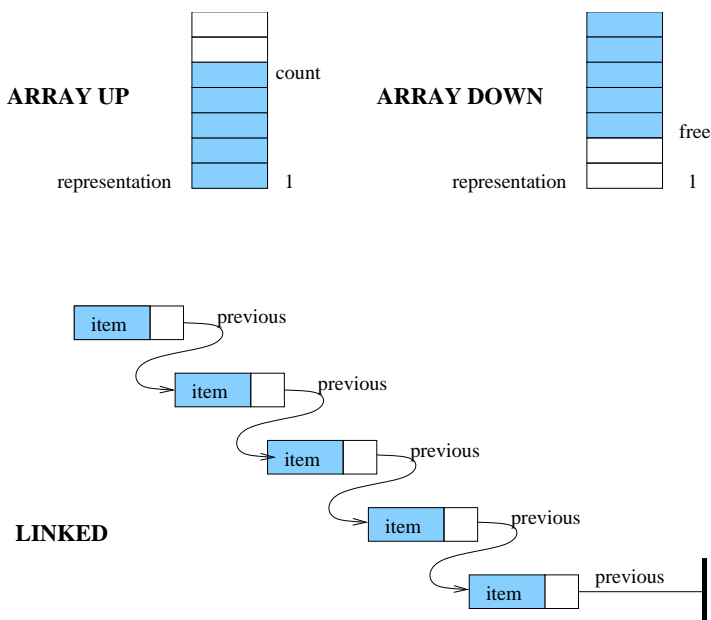 count
ARRAY UP
ARRAY DOWN
free
representation 1
representation 1
item previous
item previous
item previous
item previous
LINKED
item previous